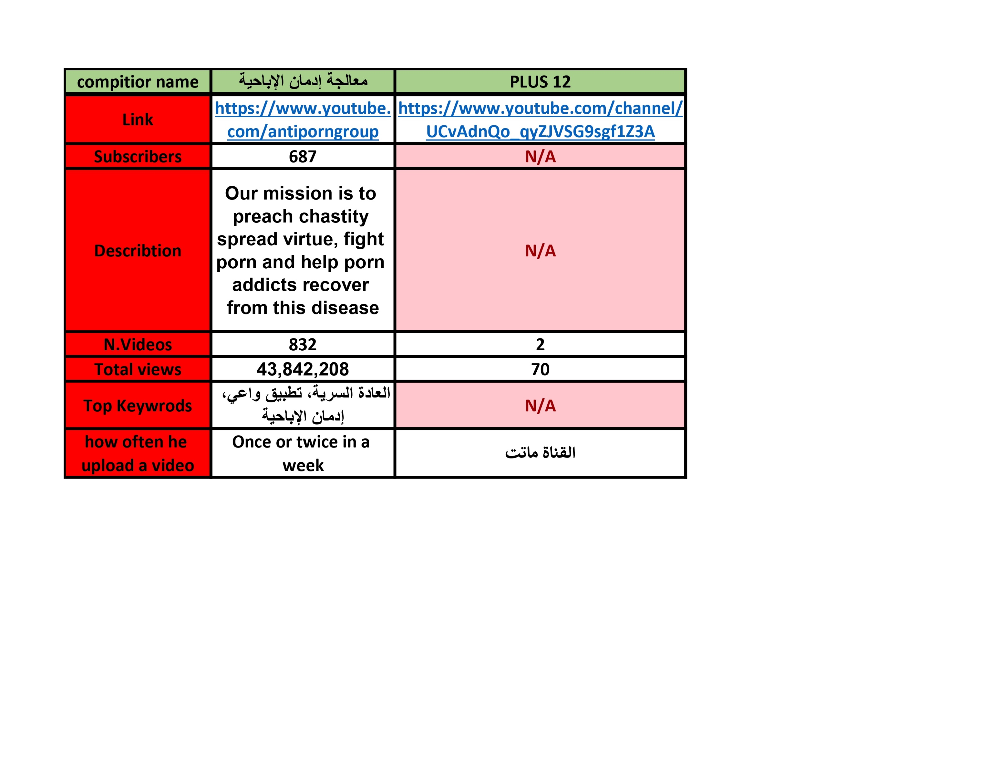 compitior name معالجة إدمان الإباحية PLUS 12
Link
https://www.youtube.
com/antiporngroup
https://www.youtube.com/channel/
UCvAdnQo_qyZJVSG9sgf1Z3A
Subscribers 687 N/A
Describtion
Our mission is to
preach chastity
spread virtue, fight
porn and help porn
addicts recover
from this disease
N/A
N.Videos 832 2
Total views 43,842,208 70
Top Keywrods
العادة السرية، تطبيق واعي،
إدمان الإباحية
N/A
how often he
upload a video
Once or twice in a
week
القناة ماتت